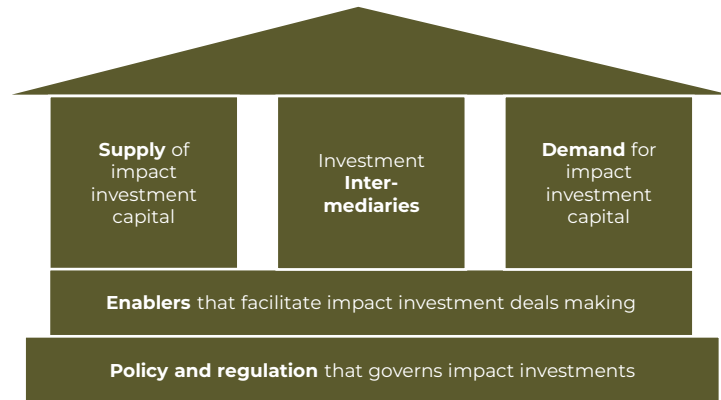 Supply of
impact
investment
capital
Investment
Inter-
mediaries
Demand for
impact
investment
capital
Enablers that facilitate impact investment deals making
Policy and regulation that governs impact investments